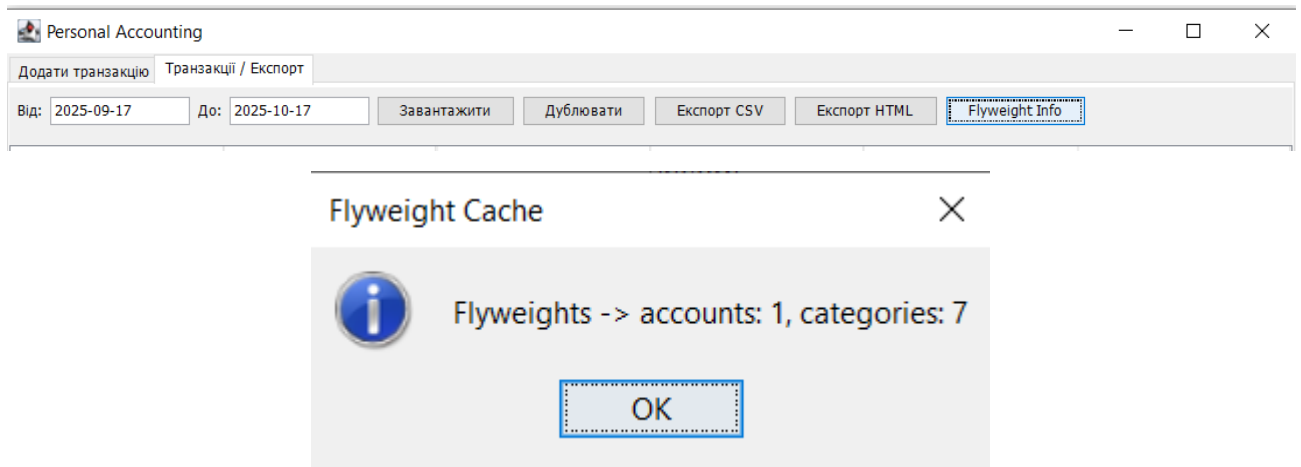 Personal Accounting
Додати транзакцію Транзакції / Експорт
Від: 2025-09-17 До: 2025-10-17 Завантажити Дублювати Експорт CSV Експорт HTML Flyweight Info
Flyweight Cache
Flyweights -> accounts: 1, categories: 7
OK